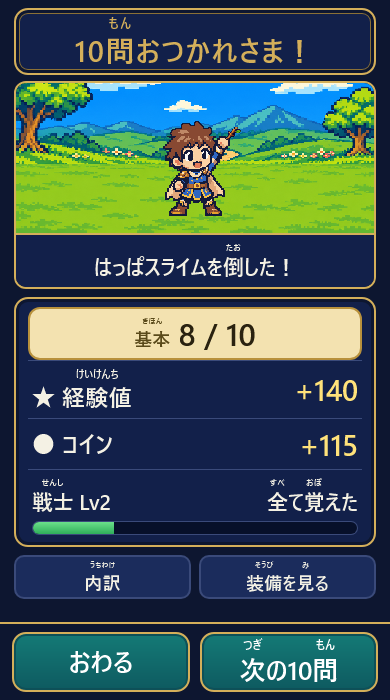 もん
10問おつかれさま！
たお
はっぱスライムを倒した！
きほん
基本 8 / 10
けいけんち
★ 経験値 +140
● コイン +115
せんし すべ おぼ
戦士 Lv2 全て覚えた
うちわけ そうび み
内訳 装備を見る
つぎ もん
おわる 次の10問